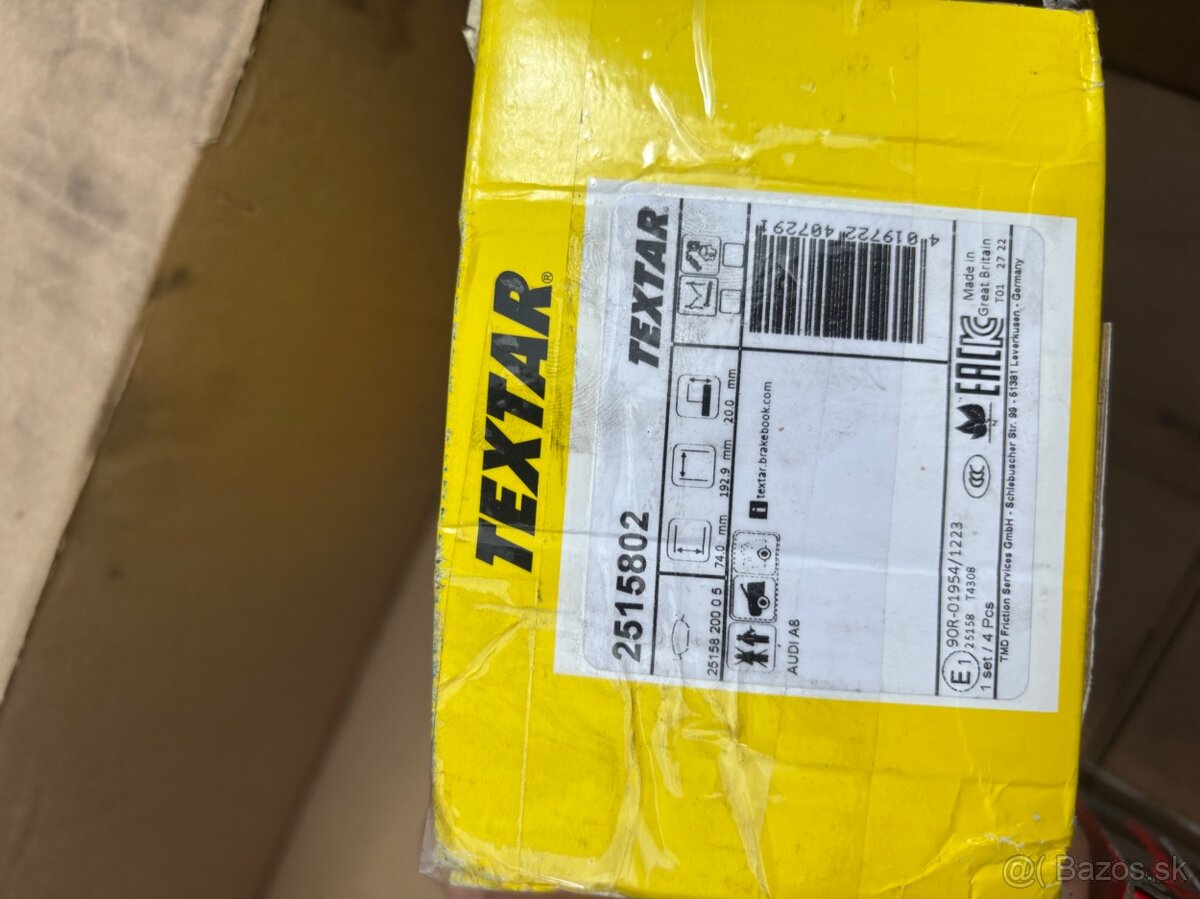 TEXTAR®
2515802
TEXTAR
74.0 mm
192.9 mm
20.0 mm
25158 200 0 5
4 019722 407291
i textar.brakebook.com
AUDI A8
E1 90R-01954/1223
25158 T4308
1 set / 4 Pcs
CCC
EAC
Made in
Great Britain
T01 27 22
TMD Friction Services GmbH - Schlebuscher Str. 99 - 51381 Leverkusen - Germany
@( Bazos.sk